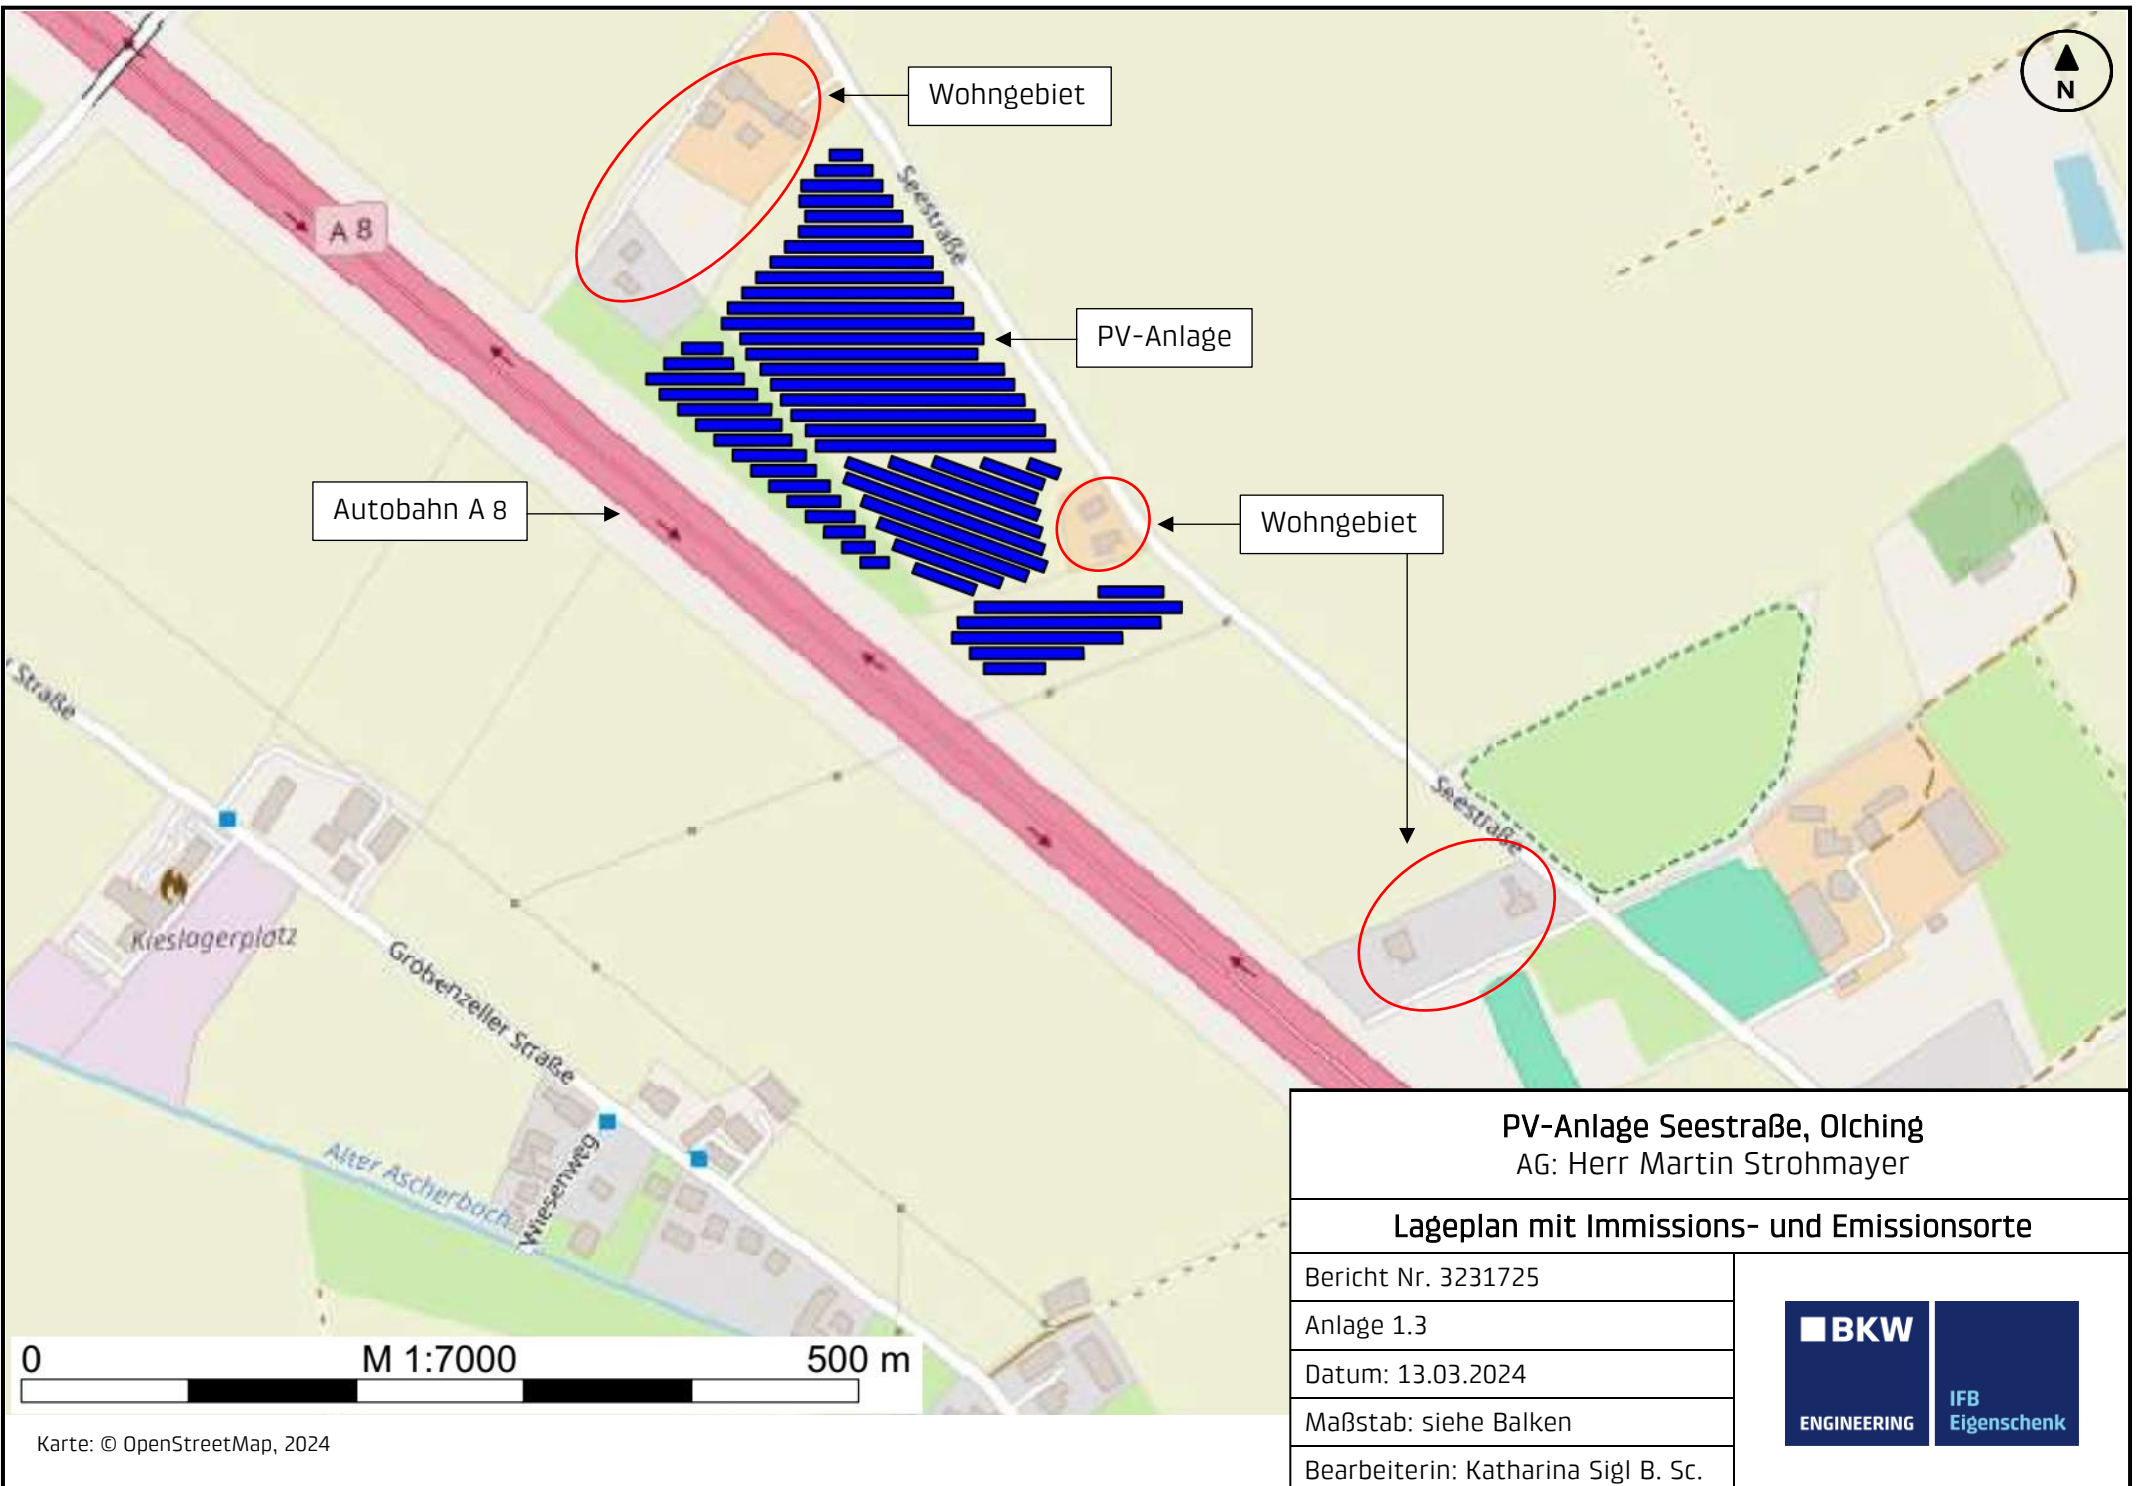 Wohngebiet
N
A 8
Seestraße
PV-Anlage
Autobahn A 8
Wohngebiet
Straße
Seestraße
Kieslagerplatz
Gröbenzeller Straße
Alter Ascherbach
Wiesenweg
PV-Anlage Seestraße, Olching
AG: Herr Martin Strohmayer
Lageplan mit Immissions- und Emissionsorte
Bericht Nr. 3231725
Anlage 1.3
Datum: 13.03.2024
Maßstab: siehe Balken
Bearbeiterin: Katharina Sigl B. Sc.
BKW
ENGINEERING
IFB
Eigenschenk
0 M 1:7000 500 m
Karte: © OpenStreetMap, 2024